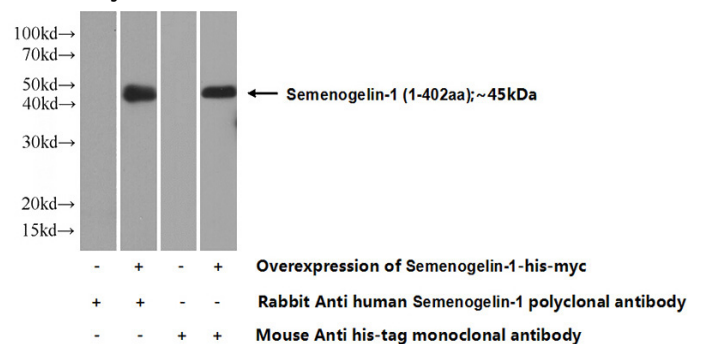 100kd→
70kd→
50kd→
40kd→
30kd→
20kd→
15kd→
Semenogelin-1 (1-402aa);~45kDa
- + - + Overexpression of Semenogelin-1-his-myc
+ + - - Rabbit Anti human Semenogelin-1 polyclonal antibody
- - + + Mouse Anti his-tag monoclonal antibody